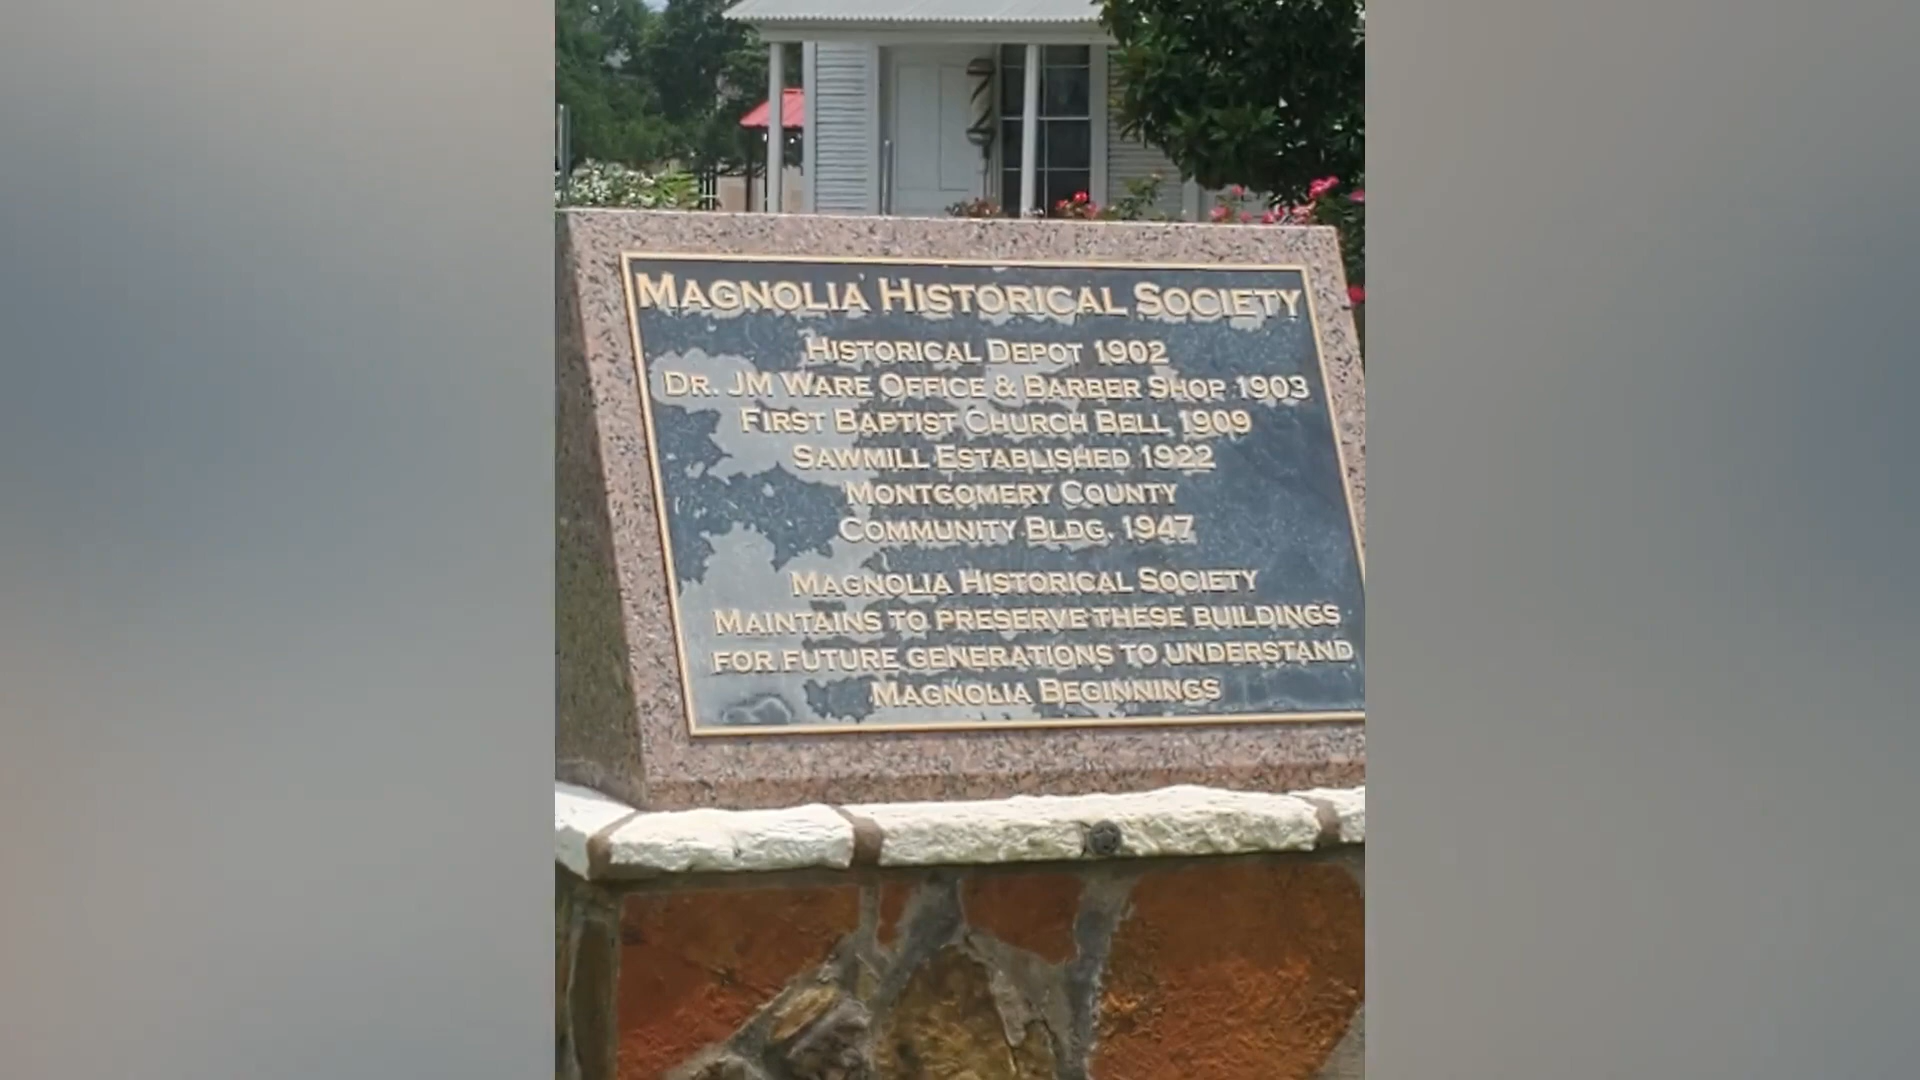 MAGNOLIA HISTORICAL SOCIETY
HISTORICAL DEPOT 1902
DR. JM WARE OFFICE & BARBER SHOP 1903
FIRST BAPTIST CHURCH BELL 1909
SAWMILL ESTABLISHED 1922
MONTGOMERY COUNTY
COMMUNITY BLDG. 1947
MAGNOLIA HISTORICAL SOCIETY
MAINTAINS TO PRESERVE THESE BUILDINGS
FOR FUTURE GENERATIONS TO UNDERSTAND
MAGNOLIA BEGINNINGS